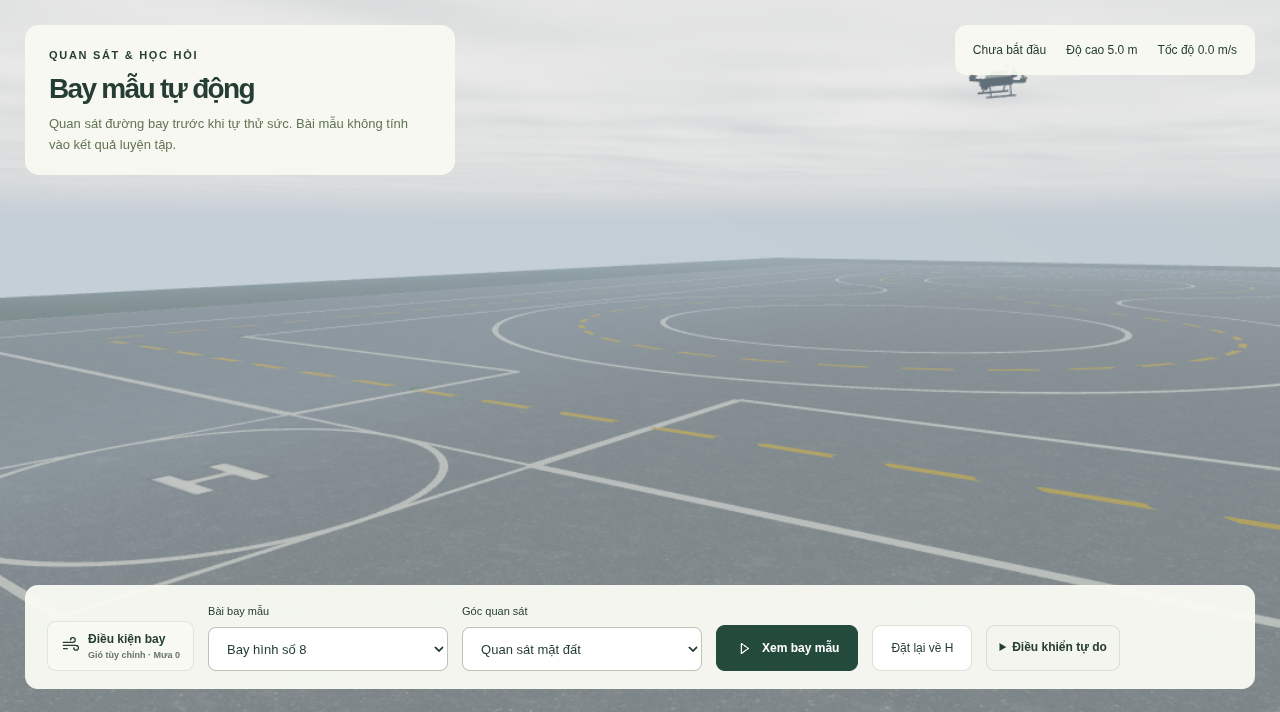 QUAN SÁT & HỌC HỎI
Bay mẫu tự động
Quan sát đường bay trước khi tự thử sức. Bài mẫu không tính
vào kết quả luyện tập.
Chưa bắt đầu Độ cao 5.0 m Tốc độ 0.0 m/s
H
Điều kiện bay
Gió tùy chỉnh · Mưa 0
Bài bay mẫu
Bay hình số 8
Góc quan sát
Quan sát mặt đất
Xem bay mẫu
Đặt lại về H
Điều khiển tự do